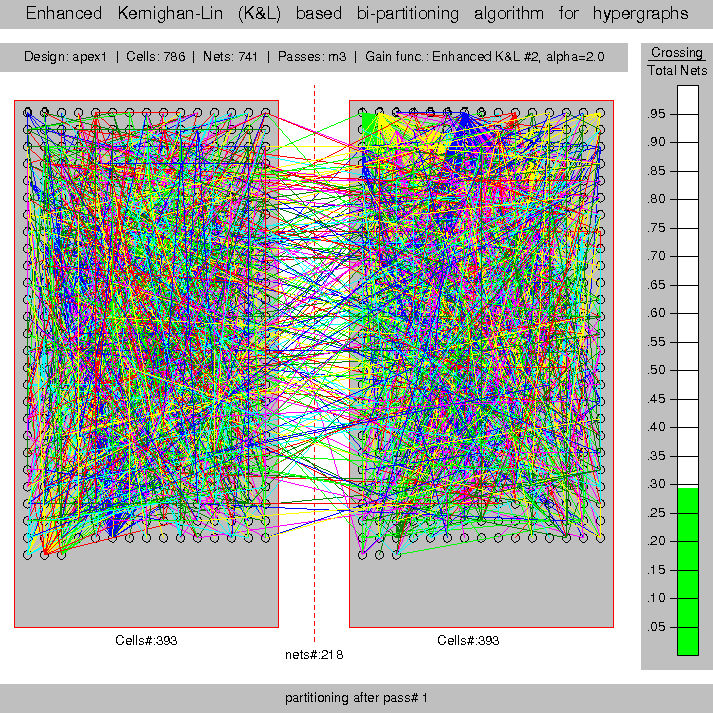 Enhanced Kernighan-Lin (K&L) based bi-partitioning algorithm for hypergraphs
Design: apex1 | Cells: 786 | Nets: 741 | Passes: m3 | Gain func.: Enhanced K&L #2, alpha=2.0
Crossing
Total Nets
.95
.90
.85
.80
.75
.70
.65
.60
.55
.50
.45
.40
.35
.30
.25
.20
.15
.10
.05
Cells#:393
Cells#:393
nets#:218
partitioning after pass# 1